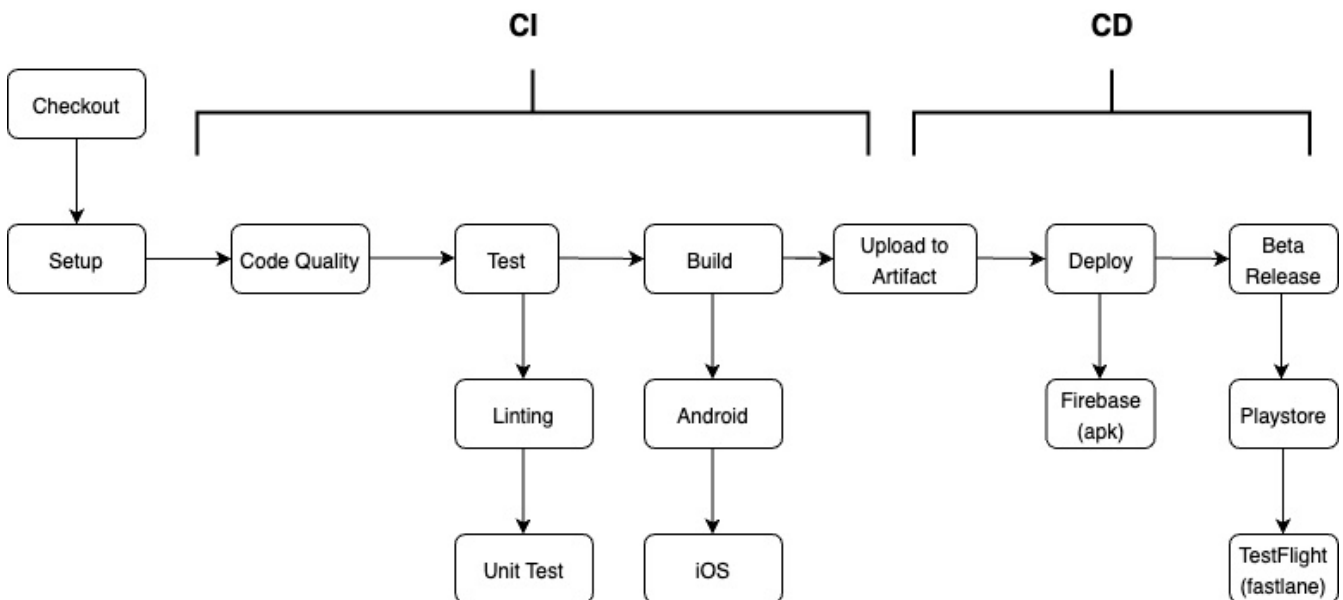 CI
CD
Checkout
Setup
Code Quality
Test
Build
Upload to
Artifact
Deploy
Beta
Release
Linting
Android
Firebase
(apk)
Playstore
Unit Test
iOS
TestFlight
(fastlane)